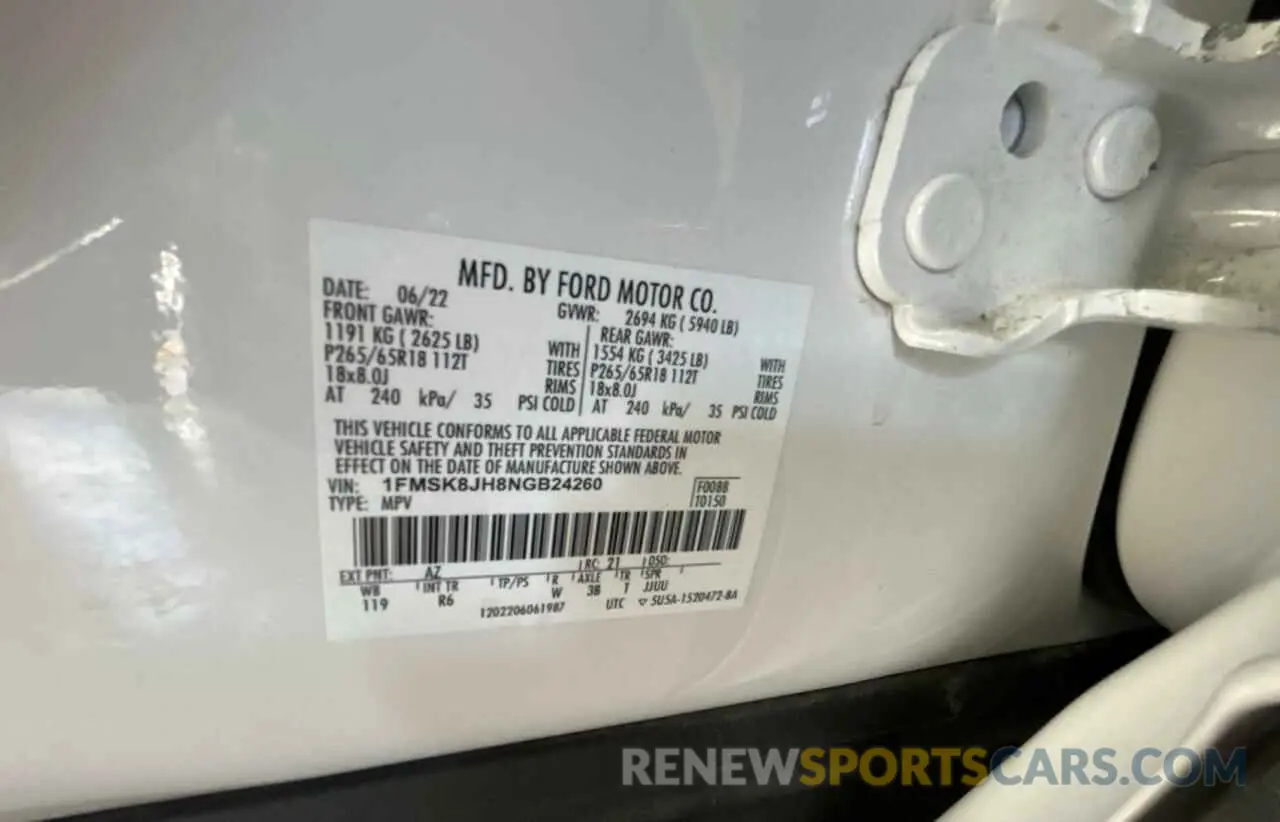 MFD. BY FORD MOTOR CO.
DATE: 06/22
GVWR: 2694 KG ( 5940 LB)
FRONT GAWR:
1191 KG ( 2625 LB)
P265/65R18 112T
18x8.0J
WITH
TIRES
RIMS
AT 240 kPa/ 35 PSI COLD
REAR GAWR:
1554 KG ( 3425 LB)
P265/65R18 112T
18x8.0J
WITH
TIRES
RIMS
AT 240 kPa/ 35 PSI COLD
THIS VEHICLE CONFORMS TO ALL APPLICABLE FEDERAL MOTOR
VEHICLE SAFETY AND THEFT PREVENTION STANDARDS IN
EFFECT ON THE DATE OF MANUFACTURE SHOWN ABOVE.
VIN: 1FMSK8JH8NGB24260
TYPE: MPV
F0088
T0150
EXT PNT: AZ RC: 21 DSO:
WB INT TR TP/PS R AXLE TR SPR
119 R6 W 38 T JJUU
1202206061987 UTC ▽ 5U5A-1520472-BA
RENEWSPORTSCARS.COM